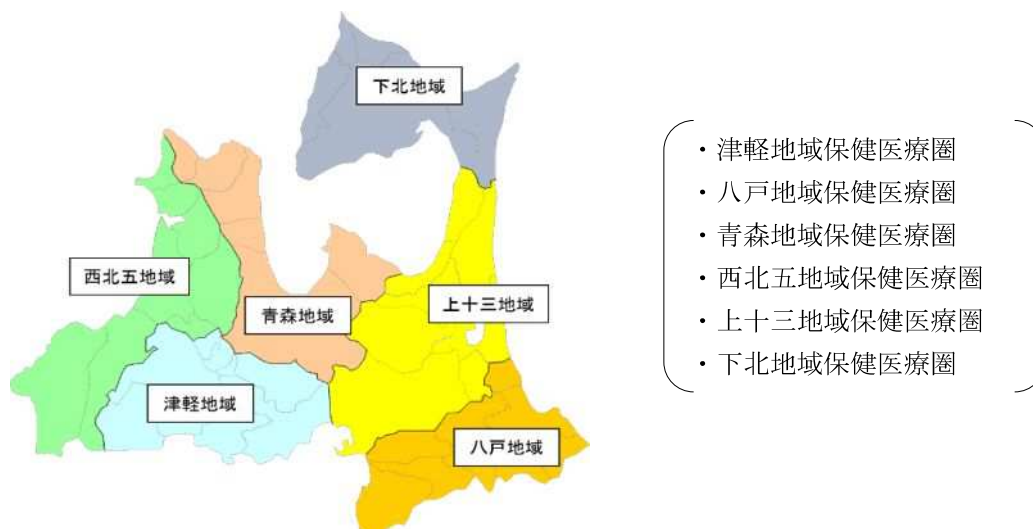 下北地域
西北五地域
青森地域
上十三地域
津軽地域
八戸地域
・津軽地域保健医療圏
・八戸地域保健医療圏
・青森地域保健医療圏
・西北五地域保健医療圏
・上十三地域保健医療圏
・下北地域保健医療圏